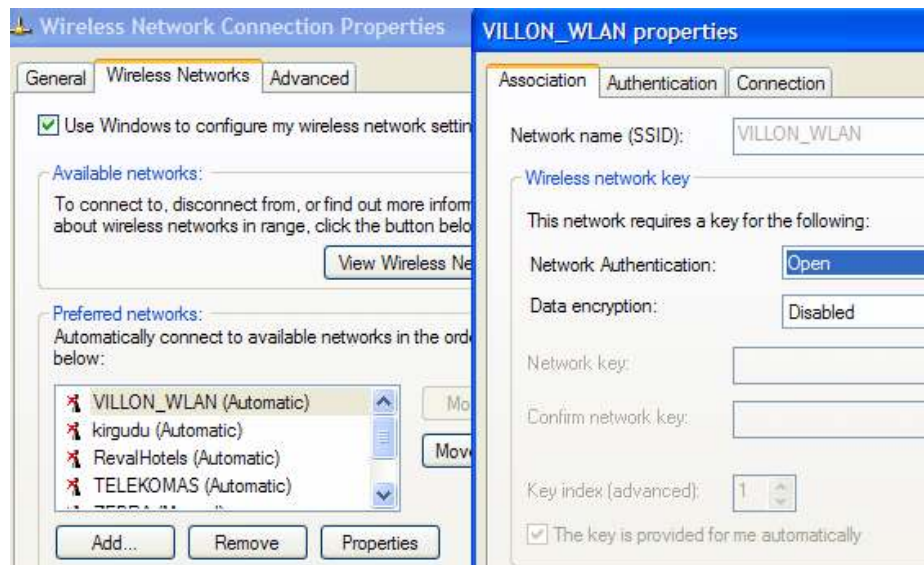 Wireless Network Connection Properties
General Wireless Networks Advanced
Use Windows to configure my wireless network settin
Available networks:
To connect to, disconnect from, or find out more inform
about wireless networks in range, click the button belo
View Wireless Ne
Preferred networks:
Automatically connect to available networks in the orde
below:
VILLON_WLAN (Automatic)
kirgudu (Automatic)
RevalHotels (Automatic)
TELEKOMAS (Automatic)
Mo
Move
Add... Remove Properties
VILLON_WLAN properties
Association Authentication Connection
Network name (SSID): VILLON_WLAN
Wireless network key
This network requires a key for the following:
Network Authentication: Open
Data encryption: Disabled
Network key:
Confirm network key:
Key index (advanced): 1
The key is provided for me automatically